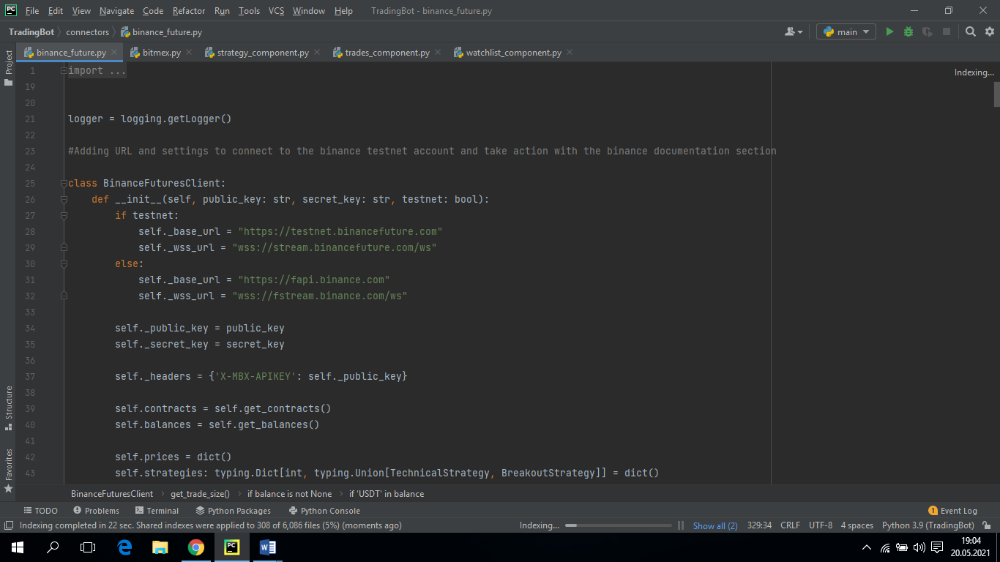 PC File Edit View Navigate Code Refactor Run Tools VCS Window Help TradingBot - binance_future.py
TradingBot connectors binance_future.py main
binance_future.py bitmex.py strategy_component.py trades_component.py watchlist_component.py
Project
1 import ... Indexing...
19
20
21 logger = logging.getLogger()
22
23 #Adding URL and settings to connect to the binance testnet account and take action with the binance documentation section
24
25 class BinanceFuturesClient:
26 def __init__(self, public_key: str, secret_key: str, testnet: bool):
27 if testnet:
28 self._base_url = "https://testnet.binancefuture.com"
29 self._wss_url = "wss://stream.binancefuture.com/ws"
30 else:
31 self._base_url = "https://fapi.binance.com"
32 self._wss_url = "wss://fstream.binance.com/ws"
33
34 self._public_key = public_key
35 self._secret_key = secret_key
36
37 self._headers = {'X-MBX-APIKEY': self._public_key}
38
39 self.contracts = self.get_contracts()
40 self.balances = self.get_balances()
41
42 self.prices = dict()
43 self.strategies: typing.Dict[int, typing.Union[TechnicalStrategy, BreakoutStrategy]] = dict()
Structure
Favorites
BinanceFuturesClient get_trade_size() if balance is not None if 'USDT' in balance
TODO Problems Terminal Python Packages Python Console 1 Event Log
Indexing completed in 22 sec. Shared indexes were applied to 308 of 6,086 files (5%) (moments ago) Indexing... Show all (2) 329:34 CRLF UTF-8 4 spaces Python 3.9 (TradingBot)
PC W 19:04
20.05.2021